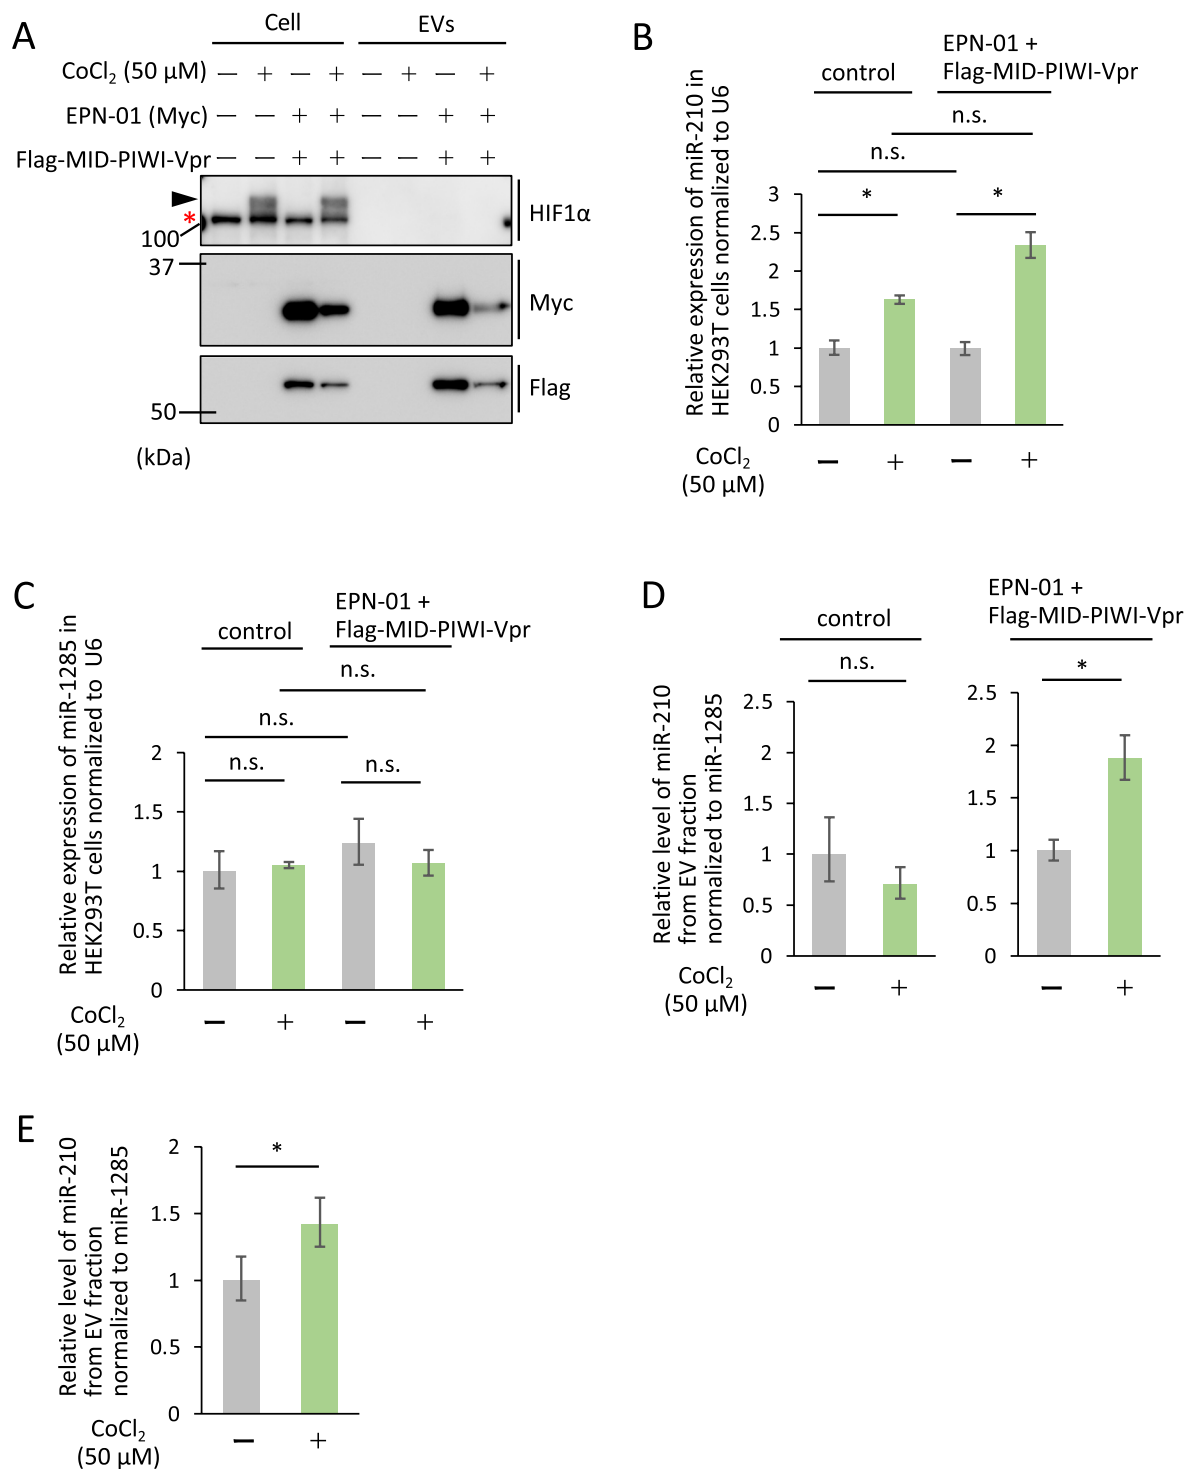 A
Cell
EVs
CoCl2 (50 µM) — + — + — + — +
EPN-01 (Myc) — — + + — — + +
Flag-MID-PIWI-Vpr — — + + — — + +
*
100
HIF1α
37
Myc
Flag
50
(kDa)
B
Relative expression of miR-210 in
HEK293T cells normalized to U6
control
EPN-01 +
Flag-MID-PIWI-Vpr
n.s.
n.s.
* *
3
2.5
2
1.5
1
0.5
0
CoCl2
(50 µM)
— + — +
C
Relative expression of miR-1285 in
HEK293T cells normalized to U6
control
EPN-01 +
Flag-MID-PIWI-Vpr
n.s.
n.s.
n.s. n.s.
2
1.5
1
0.5
0
CoCl2
(50 µM)
— + — +
D
Relative level of miR-210
from EV fraction
normalized to miR-1285
control
n.s.
2.5
2
1.5
1
0.5
0
EPN-01 +
Flag-MID-PIWI-Vpr
*
2.5
2
1.5
1
0.5
0
CoCl2
(50 µM)
— + — +
E
Relative level of miR-210
from EV fraction
normalized to miR-1285
*
2
1.5
1
0.5
0
CoCl2
(50 µM)
— +